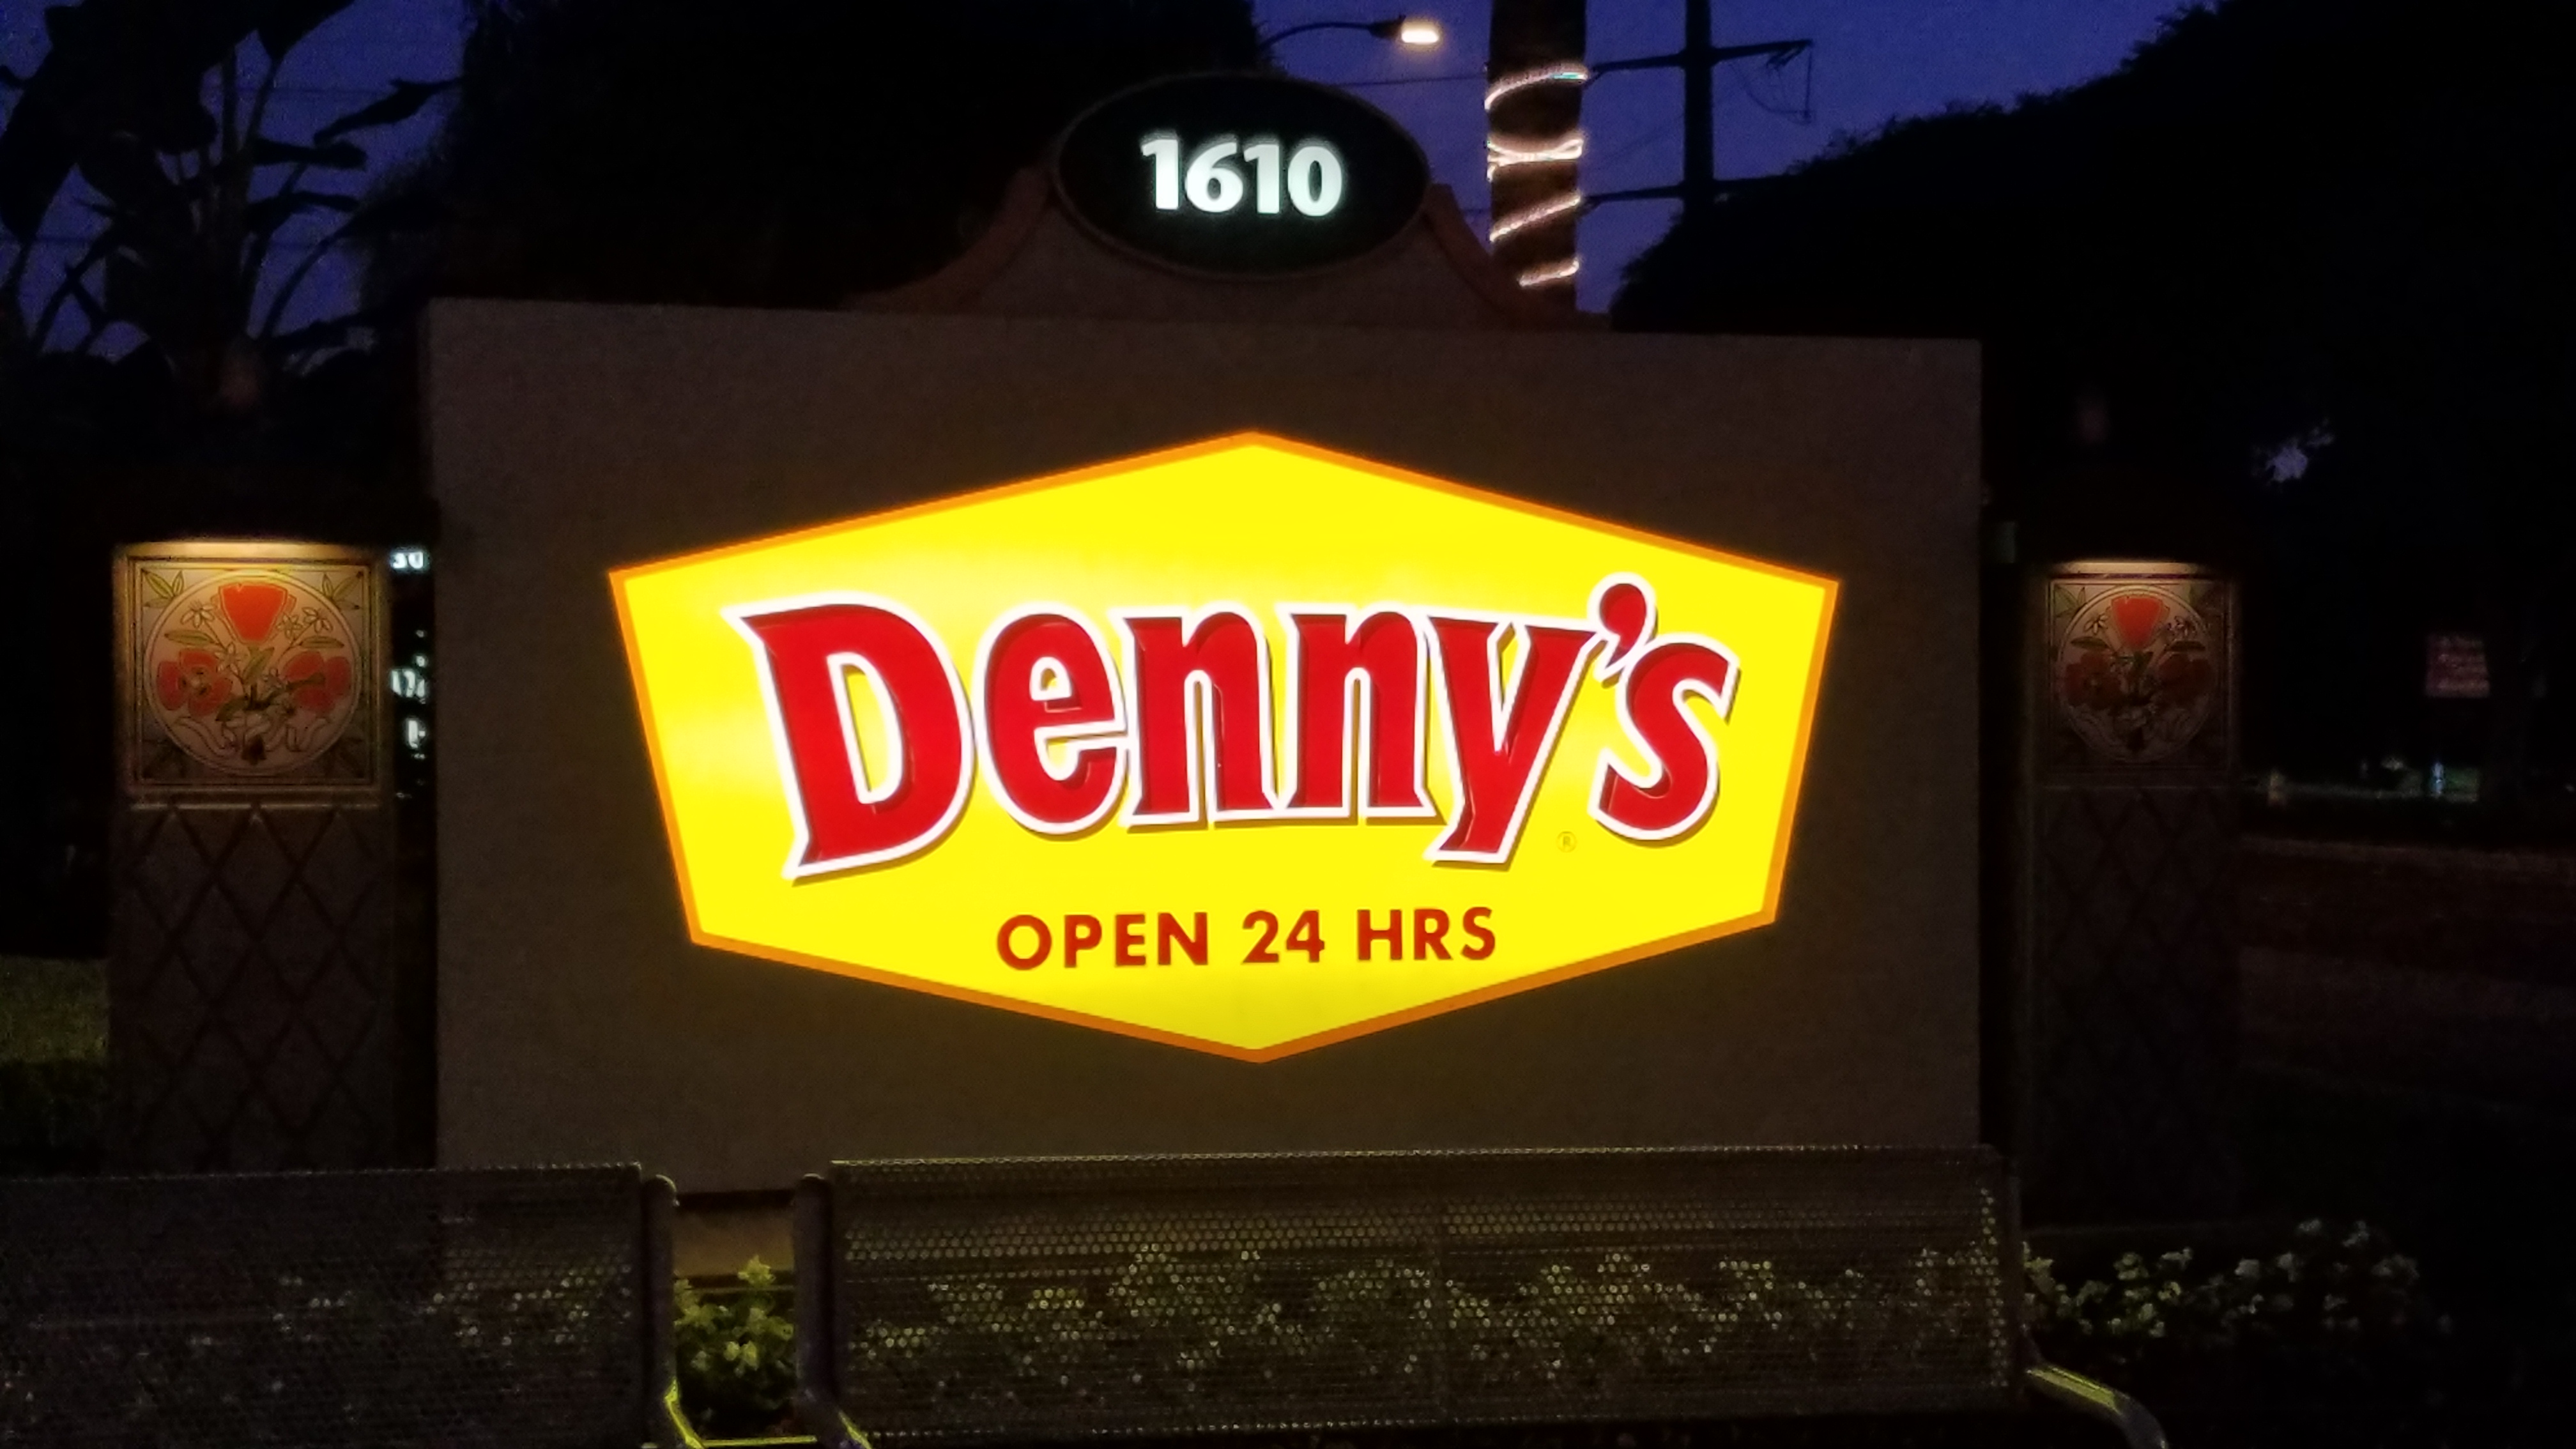 1610
Denny's
®
OPEN 24 HRS